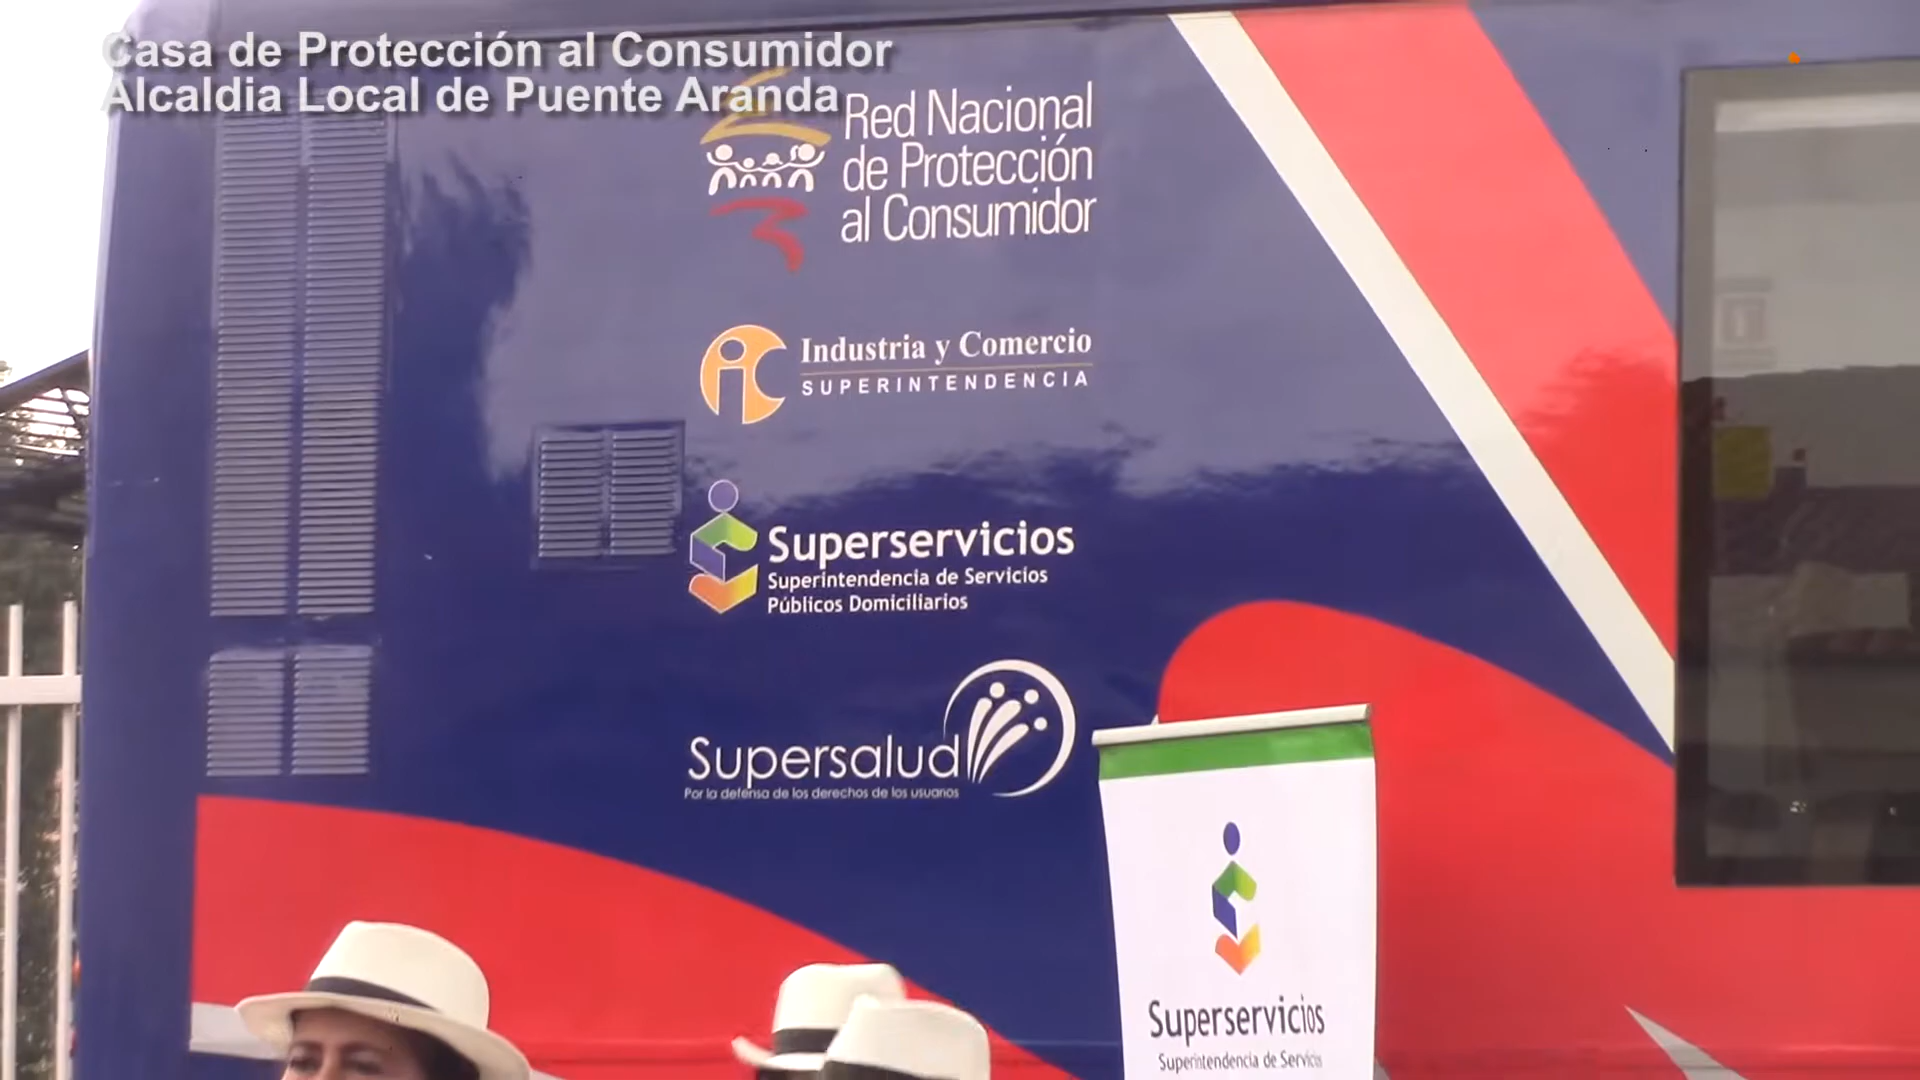 Casa de Protección al Consumidor
Alcaldia Local de Puente Aranda
Red Nacional
de Protección
al Consumidor
Industria y Comercio
SUPERINTENDENCIA
Superservicios
Superintendencia de Servicios
Públicos Domiciliarios
Supersalud
Por la defensa de los derechos de los usuarios
Superservicios
Superintendencia de Servicios